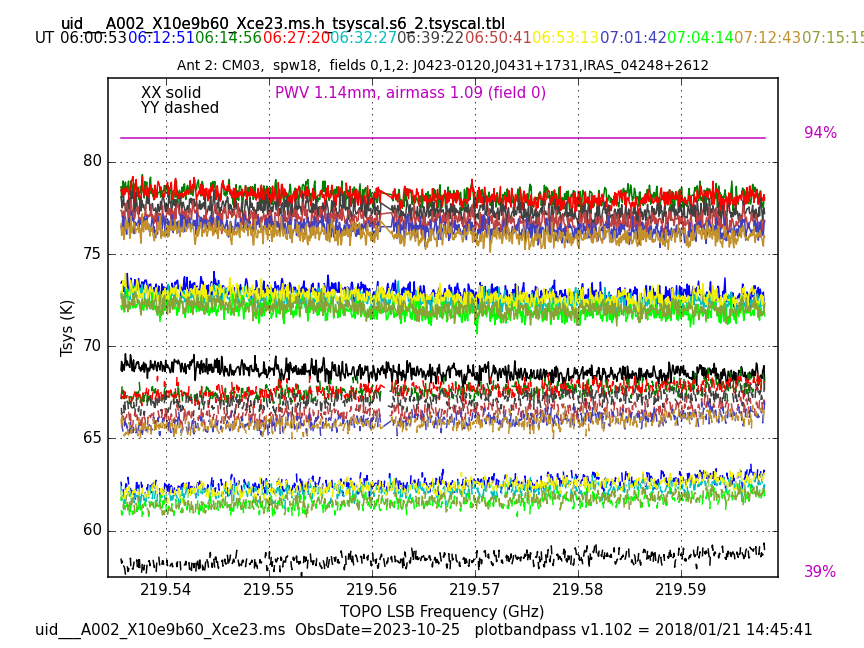 uid___A002_X10e9b60_Xce23.ms.h_tsyscal.s6_2.tsyscal.tbl
UT 06:00:53 06:12:51 06:14:56 06:27:20 06:32:27 06:39:22 06:50:41 06:53:13 07:01:42 07:04:14 07:12:43 07:15:15
Ant 2: CM03,  spw18,  fields 0,1,2: J0423-0120,J0431+1731,IRAS_04248+2612
XX solid
PWV 1.14mm, airmass 1.09 (field 0)
YY dashed
94%
80
75
70
65
60
Tsys (K)
39%
219.54 219.55 219.56 219.57 219.58 219.59
TOPO LSB Frequency (GHz)
uid___A002_X10e9b60_Xce23.ms  ObsDate=2023-10-25   plotbandpass v1.102 = 2018/01/21 14:45:41